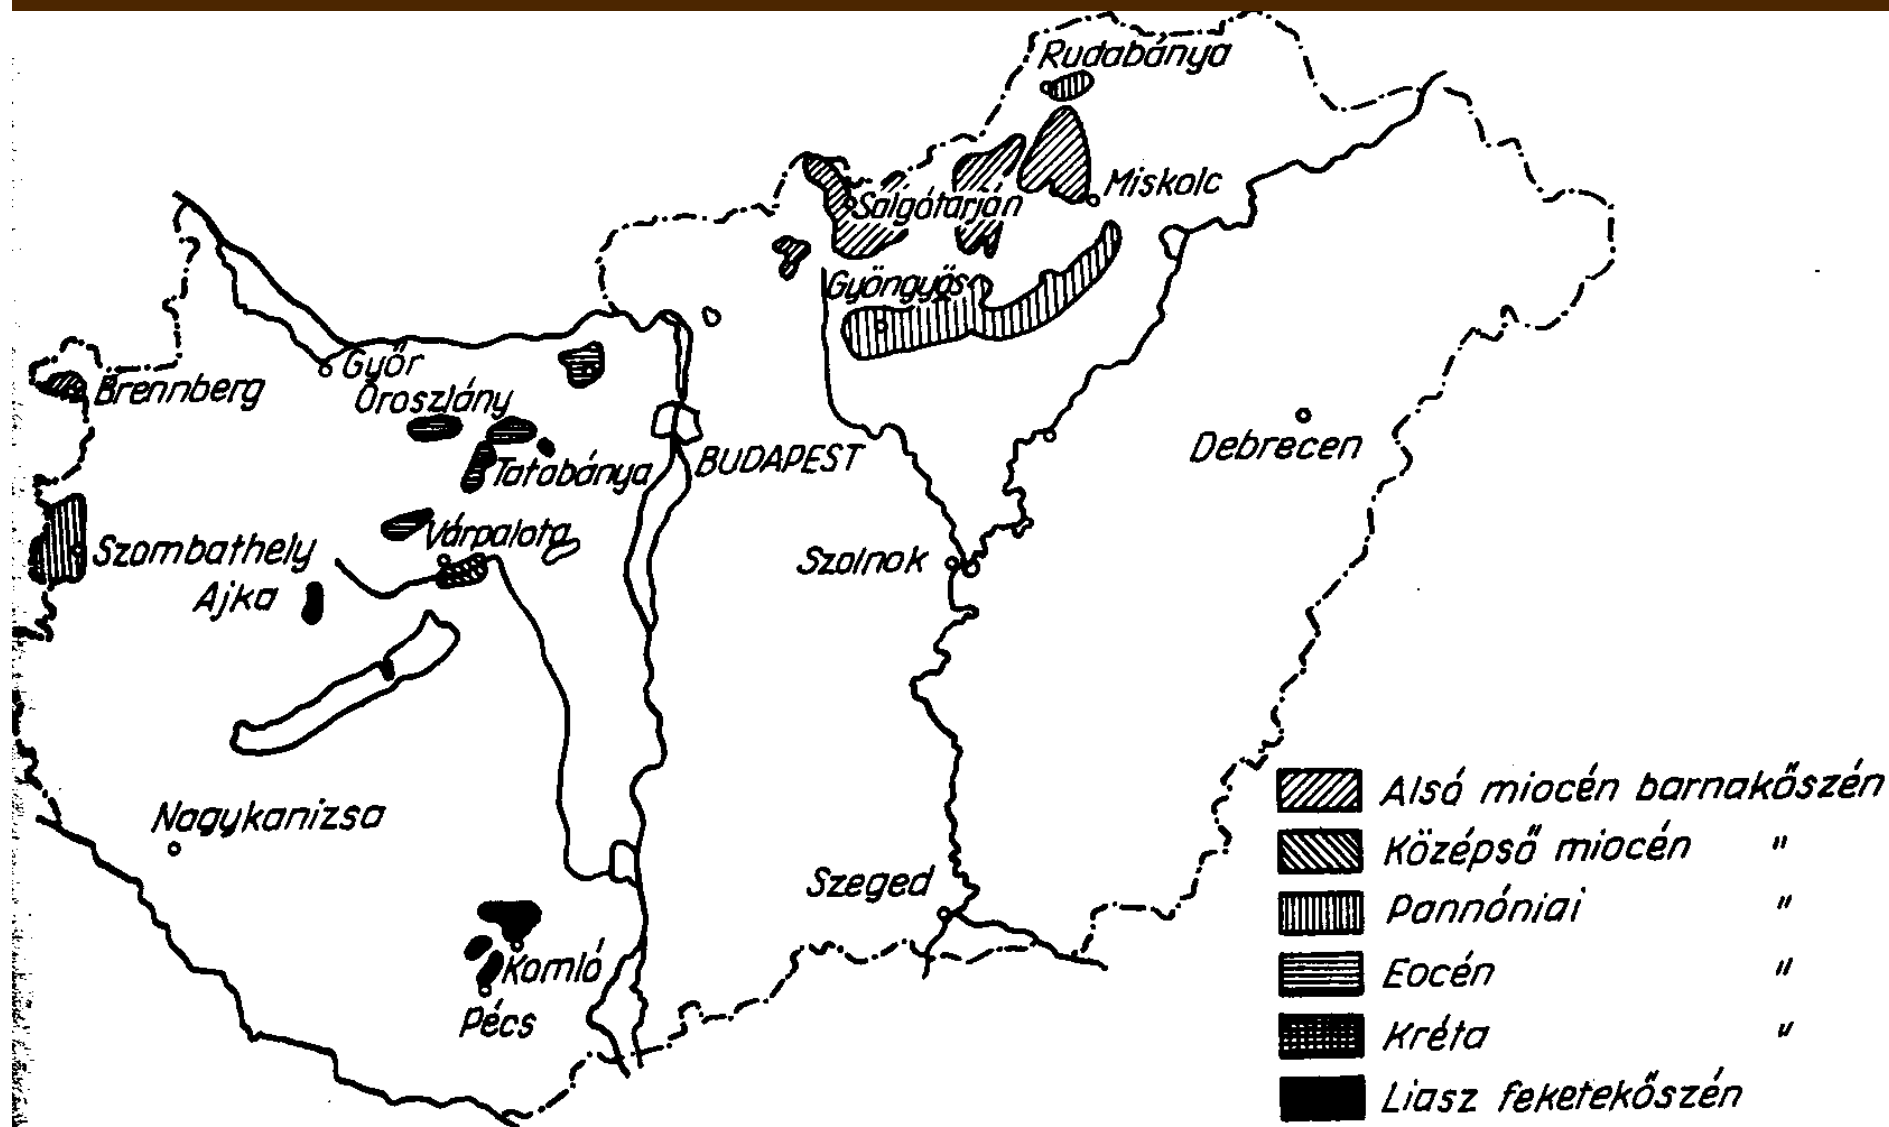 Rudabánya
Miskolc
Salgótarján
Gyöngyös
Győr
Brennberg
Oroszlány
Tatabánya
BUDAPEST
Debrecen
Várpalota
Szombathely
Szolnok
Ajka
Nagykanizsa
Szeged
Komló
Pécs
Alsó miocén barnakőszén
Középső miocén "
Pannóniai "
Eocén "
Kréta "
Liasz feketekőszén